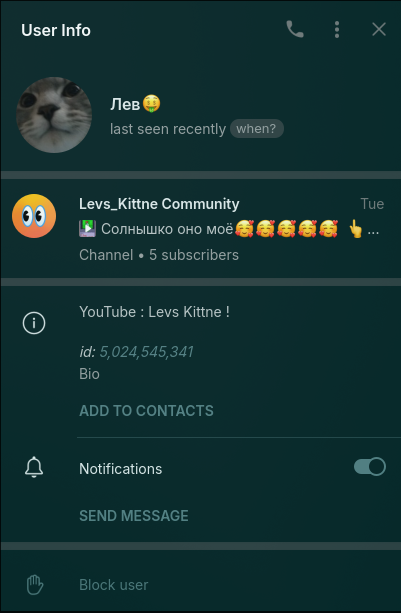 User Info
Лев🤑
last seen recently when?
Levs_Kittne Community Tue
Солнышко оно моё🥰🥰🥰🥰🥰 👆...
Channel • 5 subscribers
YouTube : Levs Kittne !
id: 5,024,545,341
Bio
ADD TO CONTACTS
Notifications
SEND MESSAGE
Block user